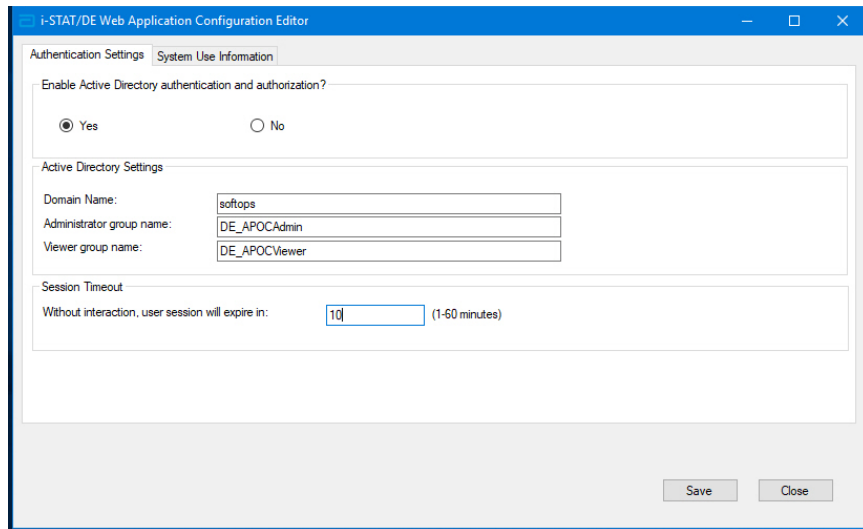 i-STAT/DE Web Application Configuration Editor
Authentication Settings System Use Information
Enable Active Directory authentication and authorization?
Yes No
Active Directory Settings
Domain Name: softops
Administrator group name: DE_APOCAdmin
Viewer group name: DE_APOCViewer
Session Timeout
Without interaction, user session will expire in: 10 (1-60 minutes)
Save Close